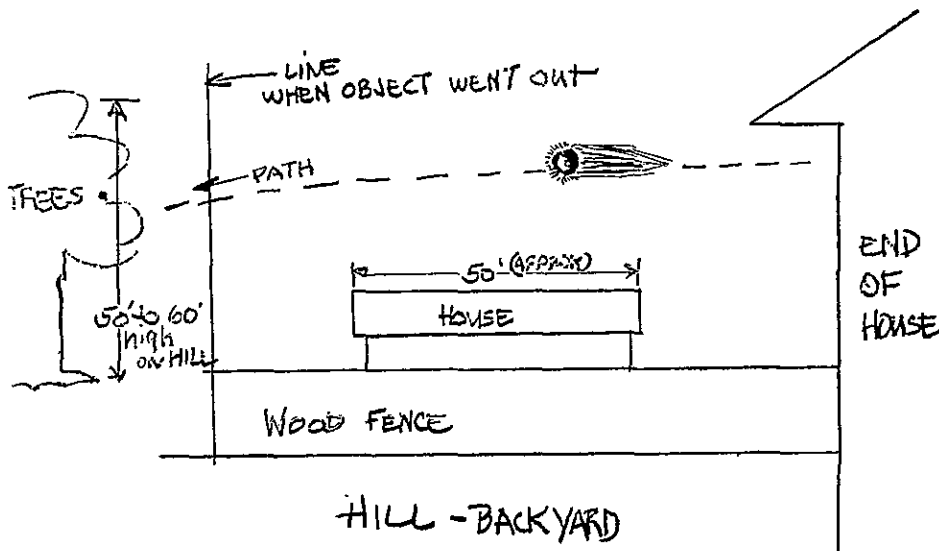 LINE
WHEN OBJECT WENT OUT
PATH
TREES
50' (APPROX)
HOUSE
END
OF
HOUSE
50' to 60'
high
ON HILL
WOOD FENCE
HILL - BACKYARD